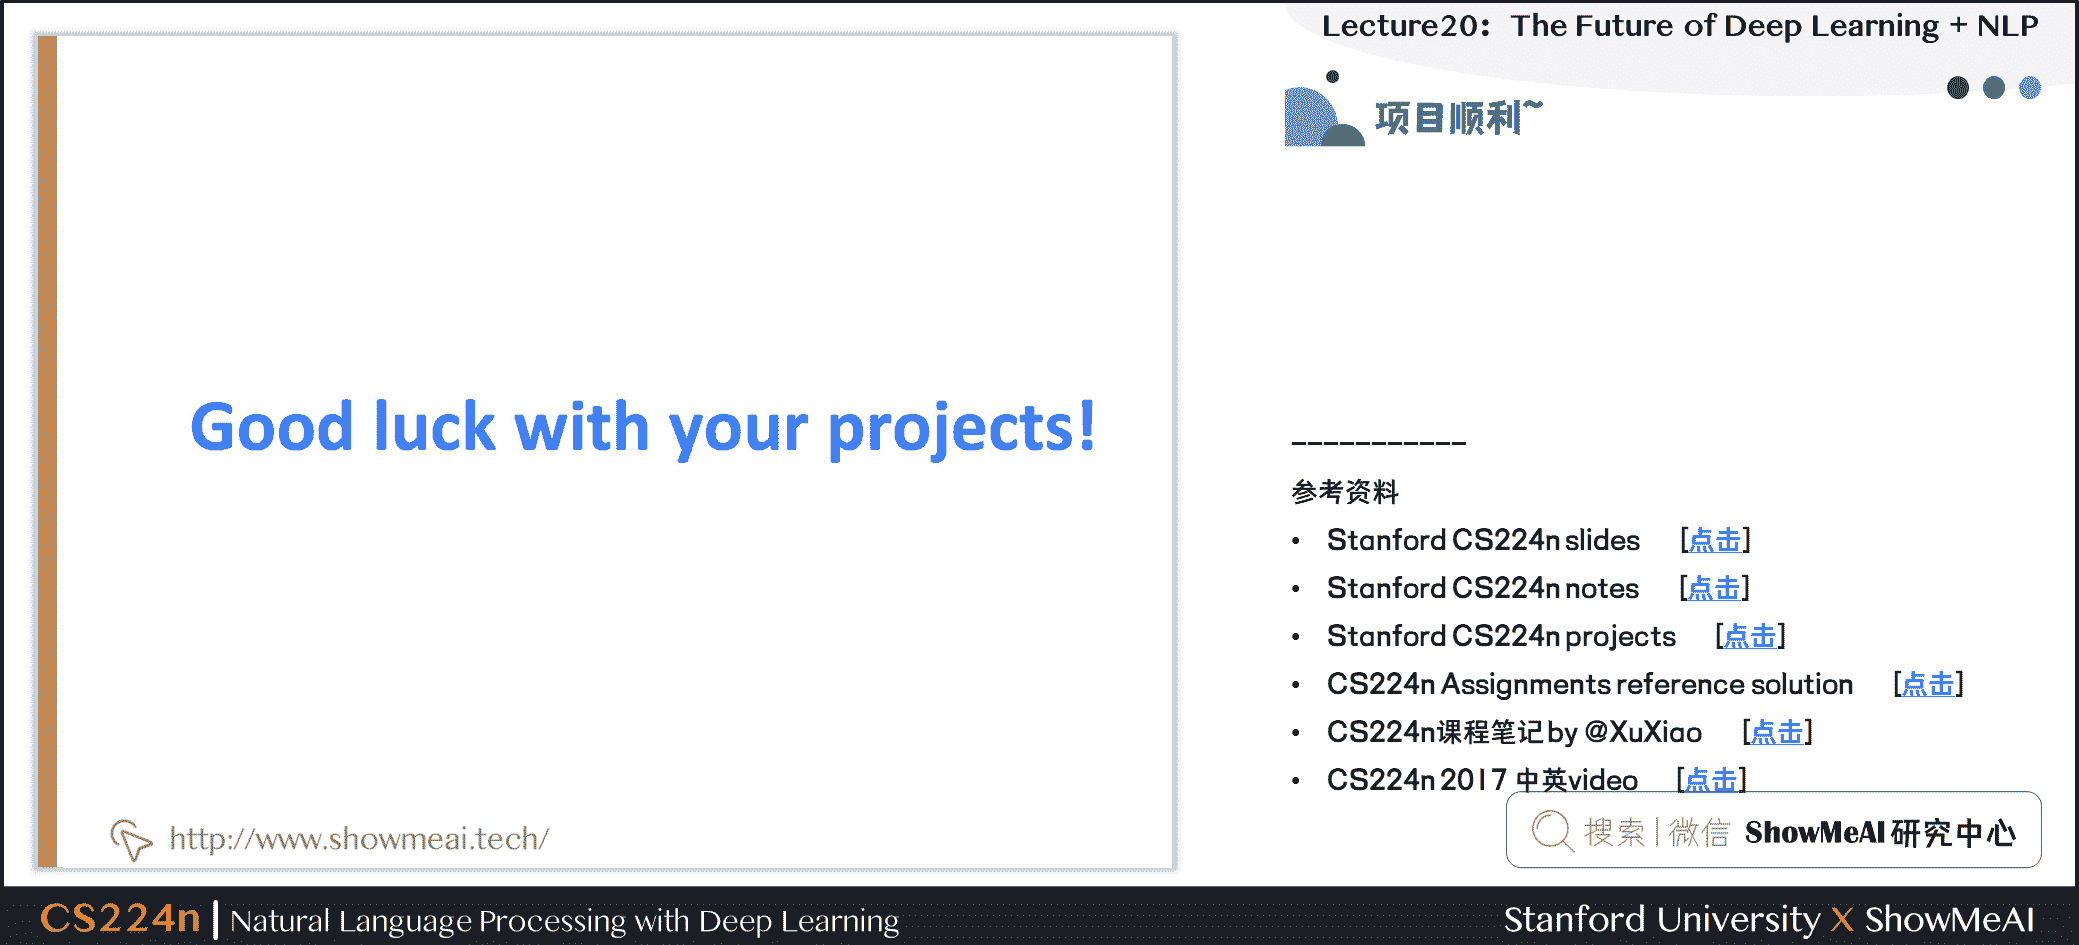 Lecture20: The Future of Deep Learning + NLP
项目顺利~
Good luck with your projects!
http://www.showmeai.tech/
-----------
参考资料
• Stanford CS224n slides [点击]
• Stanford CS224n notes [点击]
• Stanford CS224n projects [点击]
• CS224n Assignments reference solution [点击]
• CS224n课程笔记 by @XuXiao [点击]
• CS224n 2017 中英video [点击]
搜索 | 微信 ShowMeAI 研究中心
CS224n | Natural Language Processing with Deep Learning
Stanford University X ShowMeAI